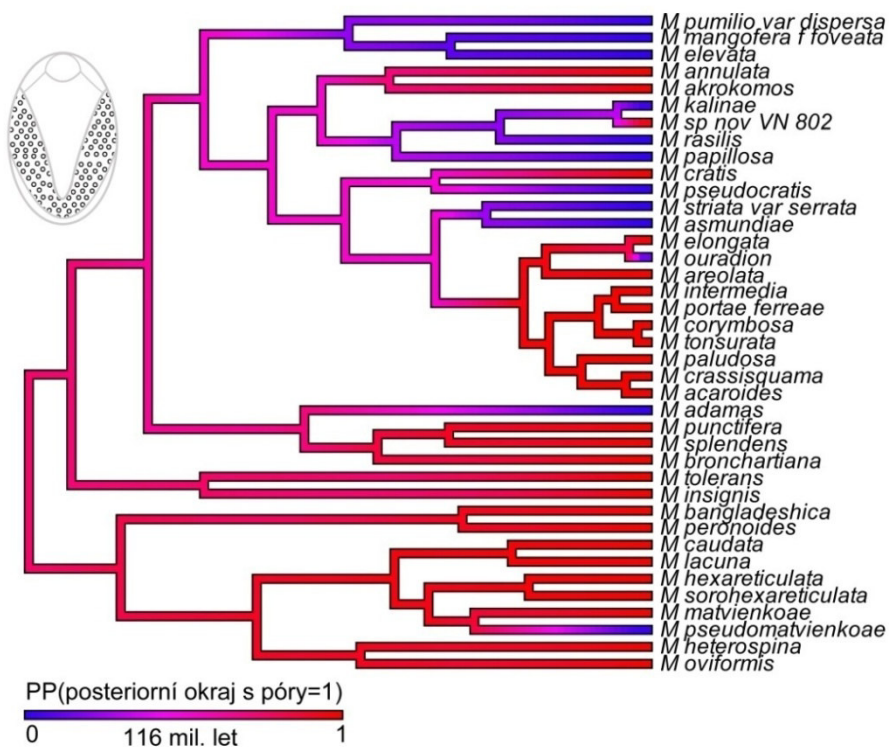 M pumilio var dispersa
M mangofera f foveata
M elevata
M annulata
M akrokomos
M kalinae
M sp nov VN 802
M rasilis
M papillosa
M cratis
M pseudocratis
M striata var serrata
M asmundiae
M elongata
M ouradion
M areolata
M intermedia
M portae ferreae
M corymbosa
M tonsurata
M paludosa
M crassisquama
M acaroides
M adamas
M punctifera
M splendens
M bronchartiana
M tolerans
M insignis
M bangladeshica
M peronoides
M caudata
M lacuna
M hexareticulata
M sorohexareticulata
M matvienkoae
M pseudomatvienkoae
M heterospina
M oviformis
PP(posteriorní okraj s póry=1)
0 116 mil. let 1